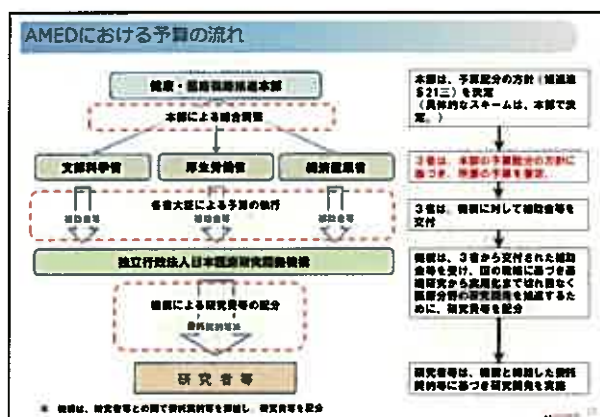 AMEDにおける予算の流れ
健康・医療戦略推進本部
本部による総合調整
文部科学省
厚生労働省
経済産業省
各省大臣による予算の執行
補助金等
補助金等
補助金等
独立行政法人日本医療研究開発機構
機構による研究費等の配分
委託契約等
研究者等
※ 機構は、研究者等との間で委託契約等を締結し、研究費等を配分
本部は、予算配分の方針（推進法
§21三）を決定
（具体的なスキームは、本部で決
定。）
3省は、本部の予算配分の方針に
基づき、所要の予算を
3省は、機構に対して補助金等を
交付
機構は、3省から交付された補助
金等を受け、国の戦略に基づき基
礎研究から実用化まで切れ目なく
医療分野の研究開発を推進するた
めに、研究費等を配分
研究者等は、機構と締結した委託
契約等に基づき研究開発を実施